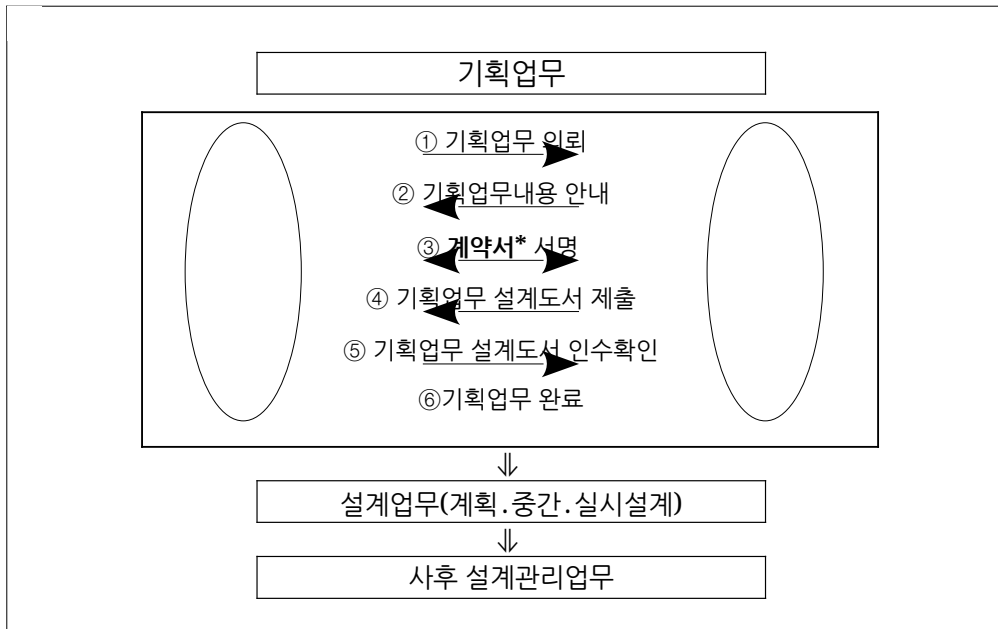 기획업무
① 기획업무 의뢰
② 기획업무내용 안내
③ 계약서* 서명
④ 기획업무 설계도서 제출
⑤ 기획업무 설계도서 인수확인
⑥기획업무 완료
⇓
설계업무(계획.중간.실시설계)
⇓
사후 설계관리업무